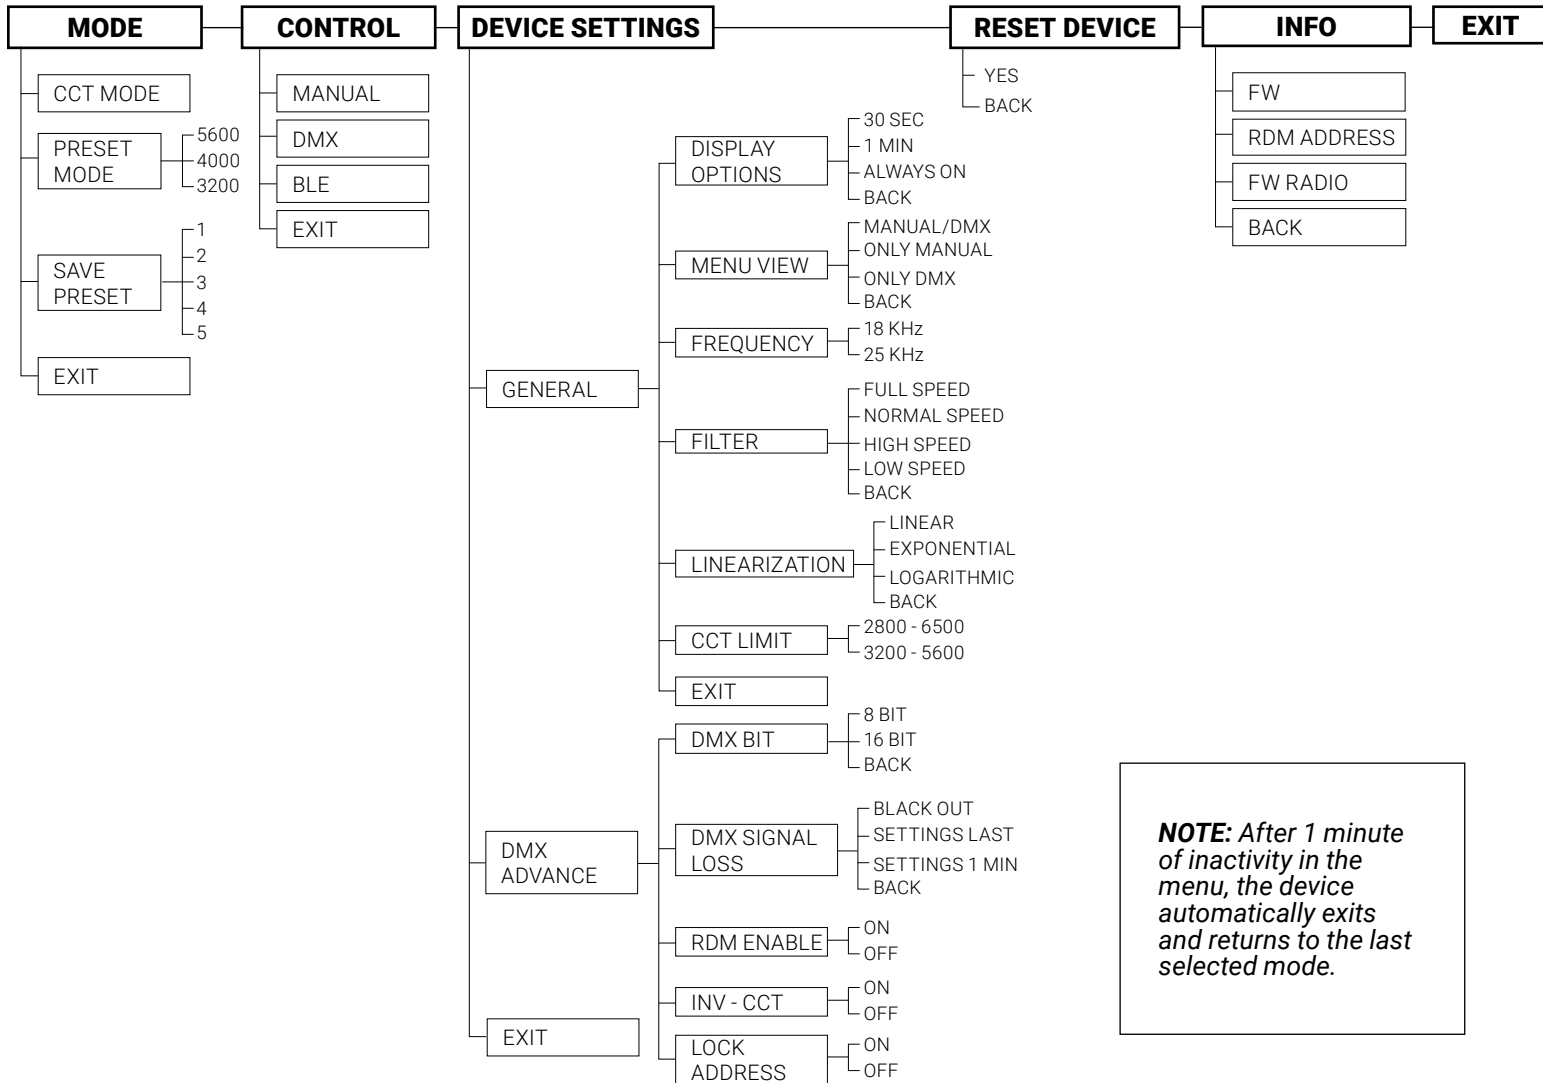 MODE
CONTROL
DEVICE SETTINGS
RESET DEVICE
INFO
EXIT
CCT MODE
PRESET
MODE
5600
4000
3200
SAVE
PRESET
1
2
3
4
5
EXIT
MANUAL
DMX
BLE
EXIT
GENERAL
DISPLAY
OPTIONS
30 SEC
1 MIN
ALWAYS ON
BACK
MENU VIEW
MANUAL/DMX
ONLY MANUAL
ONLY DMX
BACK
FREQUENCY
18 KHz
25 KHz
FILTER
FULL SPEED
NORMAL SPEED
HIGH SPEED
LOW SPEED
BACK
LINEARIZATION
LINEAR
EXPONENTIAL
LOGARITHMIC
BACK
CCT LIMIT
2800 - 6500
3200 - 5600
EXIT
DMX
ADVANCE
DMX BIT
8 BIT
16 BIT
BACK
DMX SIGNAL
LOSS
BLACK OUT
SETTINGS LAST
SETTINGS 1 MIN
BACK
RDM ENABLE
ON
OFF
INV - CCT
ON
OFF
LOCK
ADDRESS
ON
OFF
EXIT
YES
BACK
FW
RDM ADDRESS
FW RADIO
BACK
NOTE: After 1 minute
of inactivity in the
menu, the device
automatically exits
and returns to the last
selected mode.